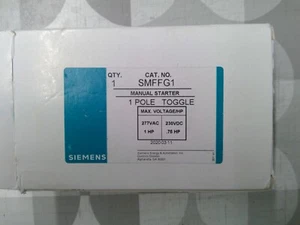 QTY. CAT. NO.
1 SMFFG1
MANUAL STARTER
1 POLE TOGGLE
MAX. VOLTAGE/HP
277VAC 230VDC
1 HP .75 HP
SIEMENS